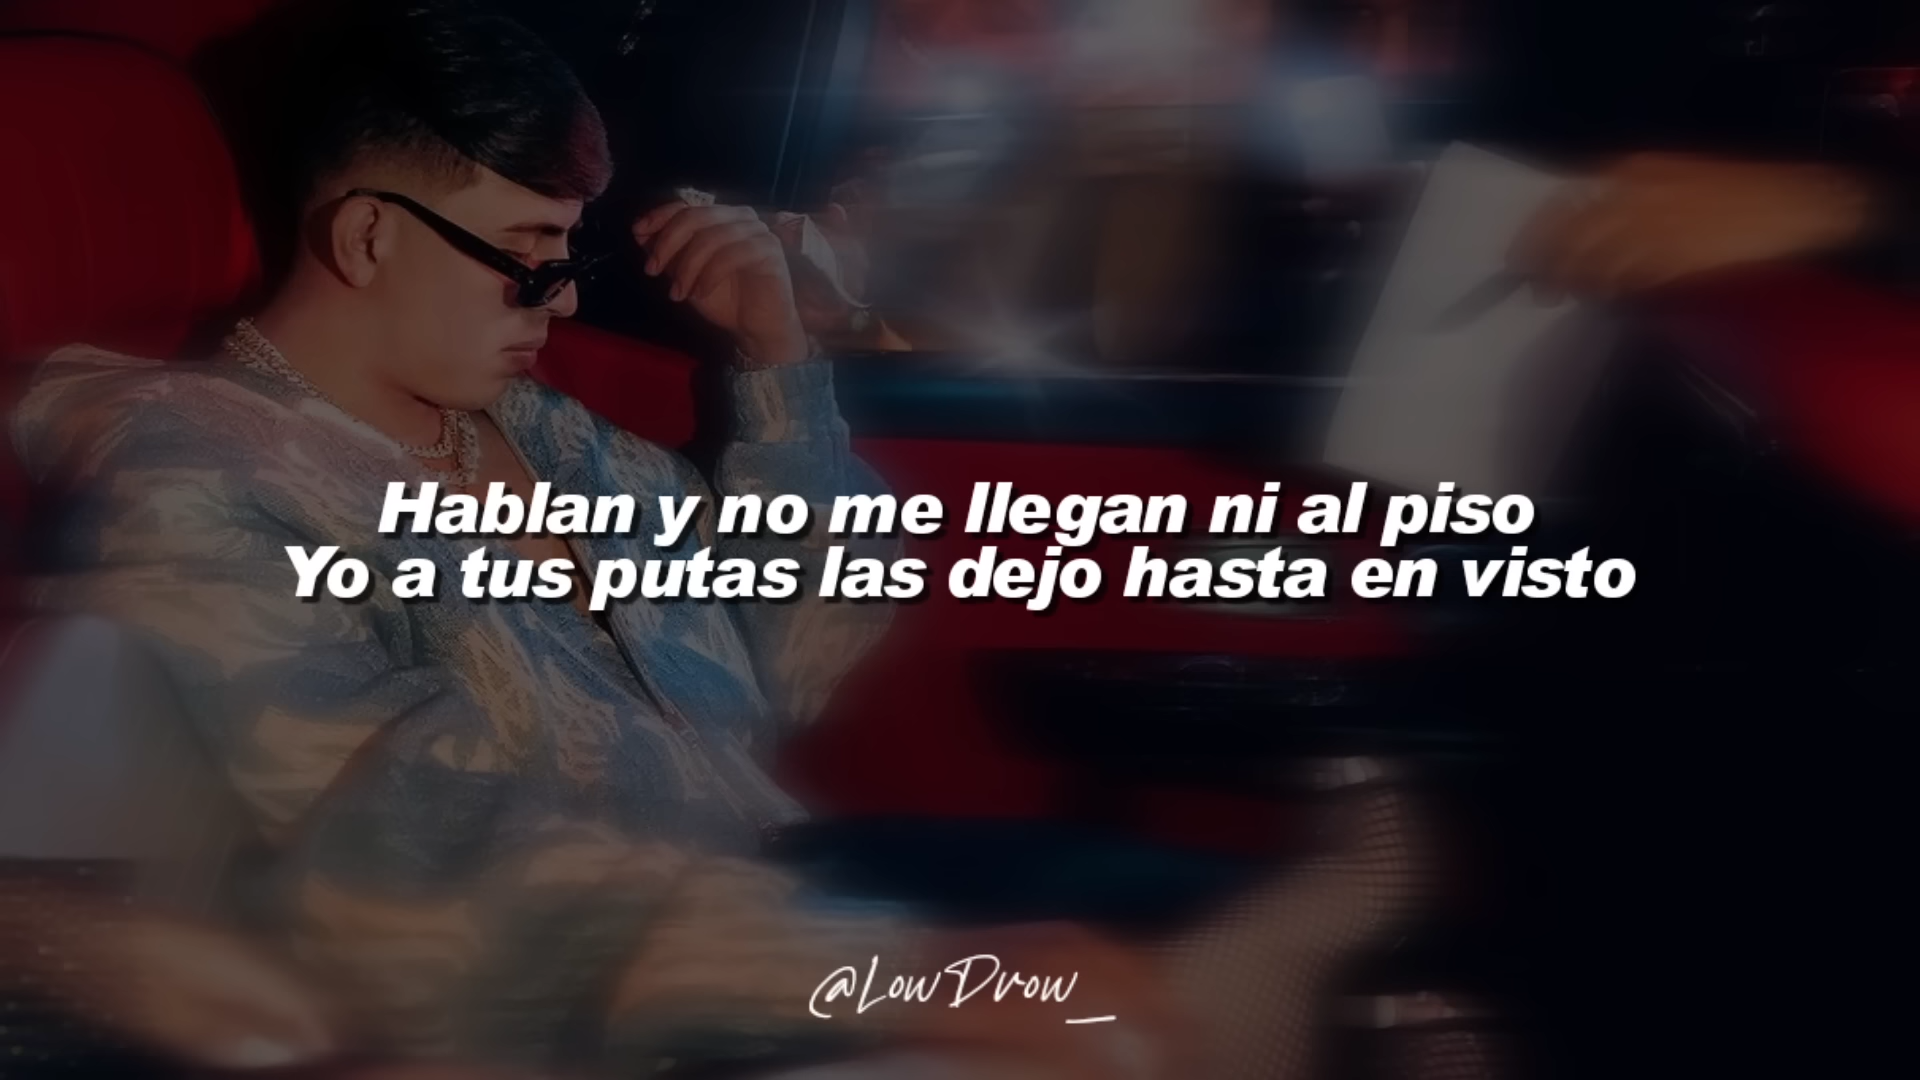 Hablan y no me llegan ni al piso
Yo a tus putas las dejo hasta en visto
@LowDrow_